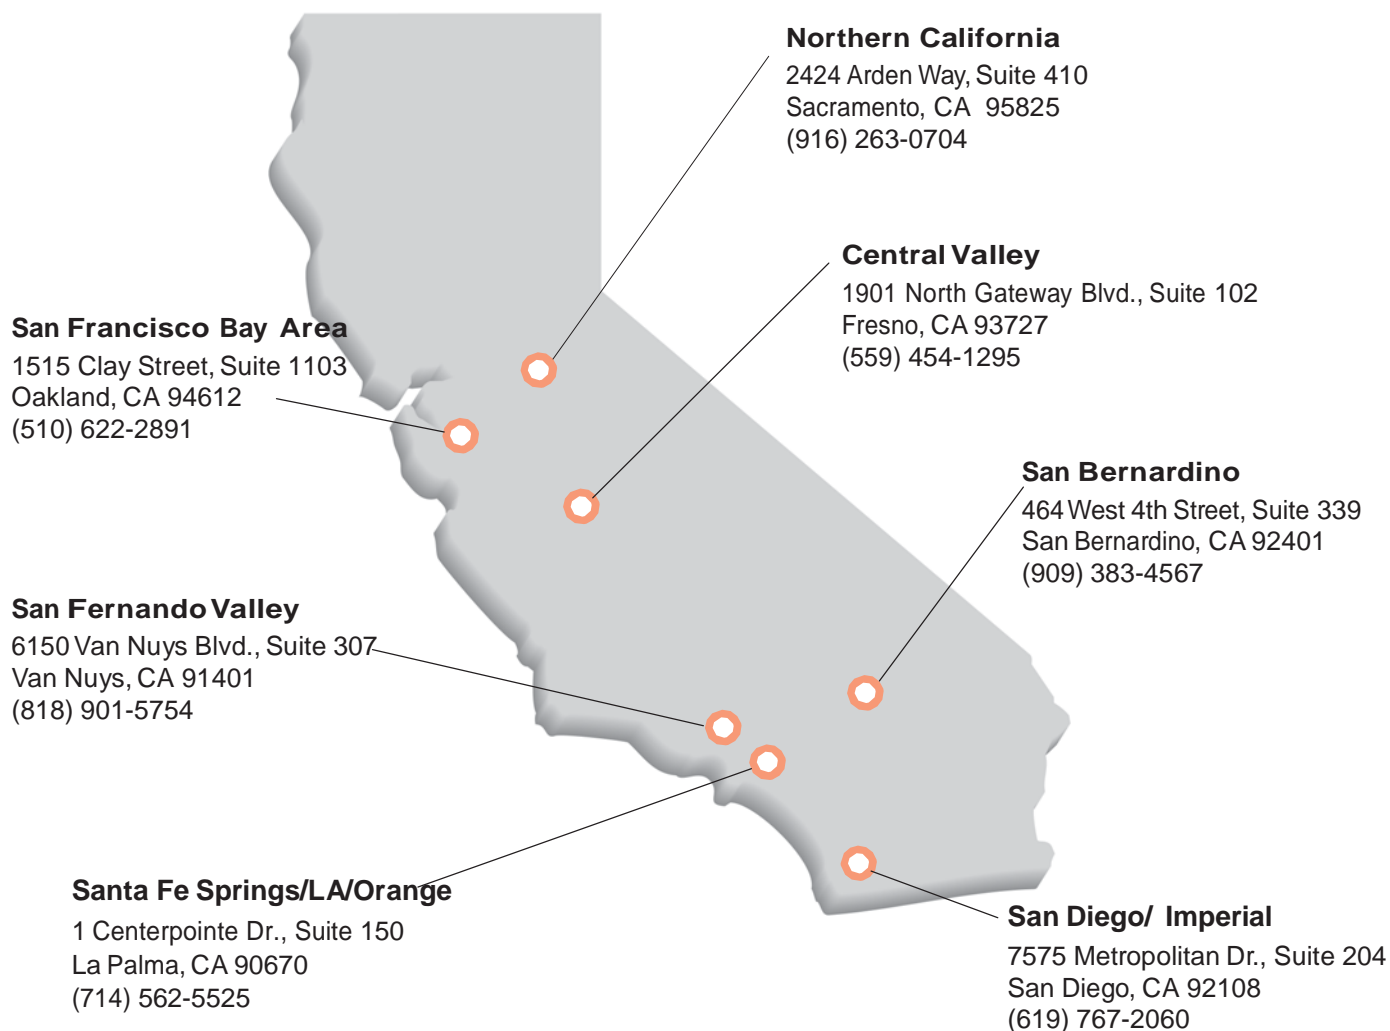 Northern California
2424 Arden Way, Suite 410
Sacramento, CA 95825
(916) 263-0704
Central Valley
1901 North Gateway Blvd., Suite 102
Fresno, CA 93727
(559) 454-1295
San Francisco Bay Area
1515 Clay Street, Suite 1103
Oakland, CA 94612
(510) 622-2891
San Bernardino
464 West 4th Street, Suite 339
San Bernardino, CA 92401
(909) 383-4567
San Fernando Valley
6150 Van Nuys Blvd., Suite 307
Van Nuys, CA 91401
(818) 901-5754
Santa Fe Springs/LA/Orange
1 Centerpointe Dr., Suite 150
La Palma, CA 90670
(714) 562-5525
San Diego/ Imperial
7575 Metropolitan Dr., Suite 204
San Diego, CA 92108
(619) 767-2060